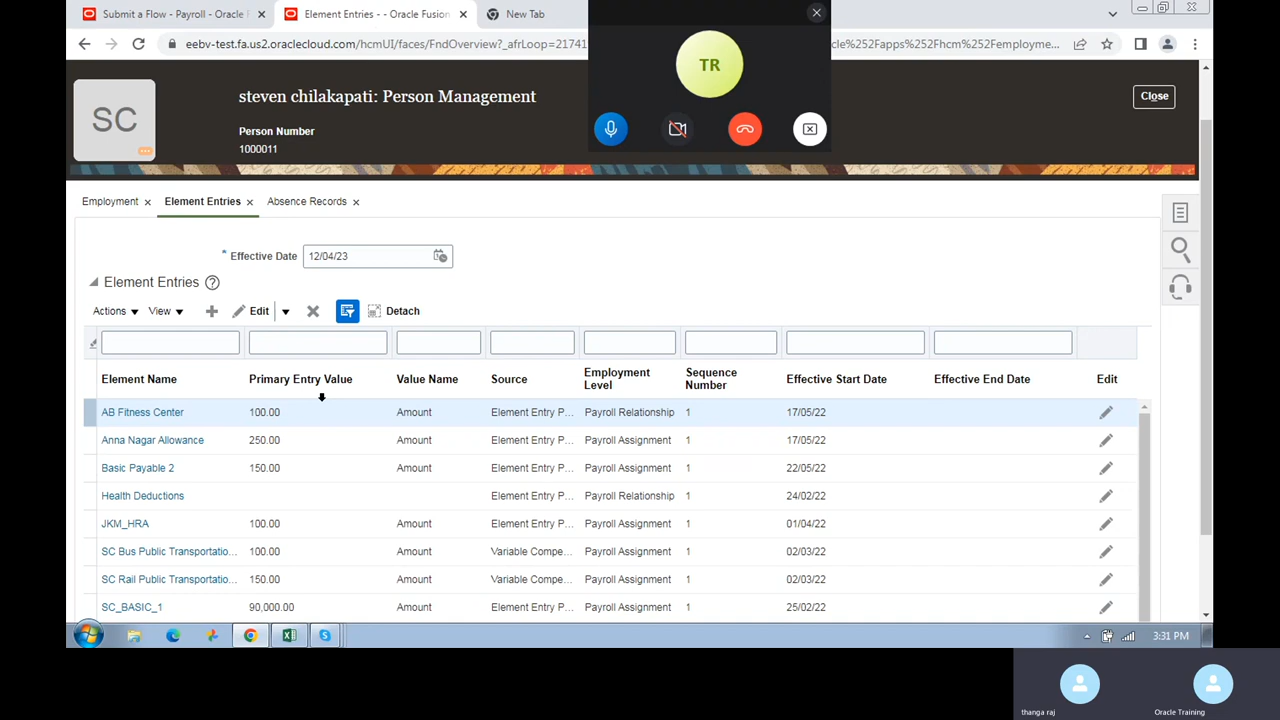 Submit a Flow - Payroll - Oracle F
Element Entries - - Oracle Fusion
New Tab
eebv-test.fa.us2.oraclecloud.com/hcmUI/faces/FndOverview?_afrLoop=21741
cle%252Fapps%252Fhcm%252Femployme...
TR
SC
steven chilakapati: Person Management
Close
Person Number
1000011
Employment
Element Entries
Absence Records
* Effective Date 12/04/23
Element Entries
Actions View Edit Detach
Element Name Primary Entry Value Value Name Source Employment Level Sequence Number Effective Start Date Effective End Date Edit
AB Fitness Center 100.00 Amount Element Entry P... Payroll Relationship 1 17/05/22
Anna Nagar Allowance 250.00 Amount Element Entry P... Payroll Assignment 1 17/05/22
Basic Payable 2 150.00 Amount Element Entry P... Payroll Assignment 1 22/05/22
Health Deductions Element Entry P... Payroll Relationship 1 24/02/22
JKM_HRA 100.00 Amount Element Entry P... Payroll Assignment 1 01/04/22
SC Bus Public Transportatio... 100.00 Amount Variable Compe... Payroll Assignment 1 02/03/22
SC Rail Public Transportatio... 150.00 Amount Variable Compe... Payroll Assignment 1 02/03/22
SC_BASIC_1 90,000.00 Amount Element Entry P... Payroll Assignment 1 25/02/22
3:31 PM
thanga raj
Oracle Training